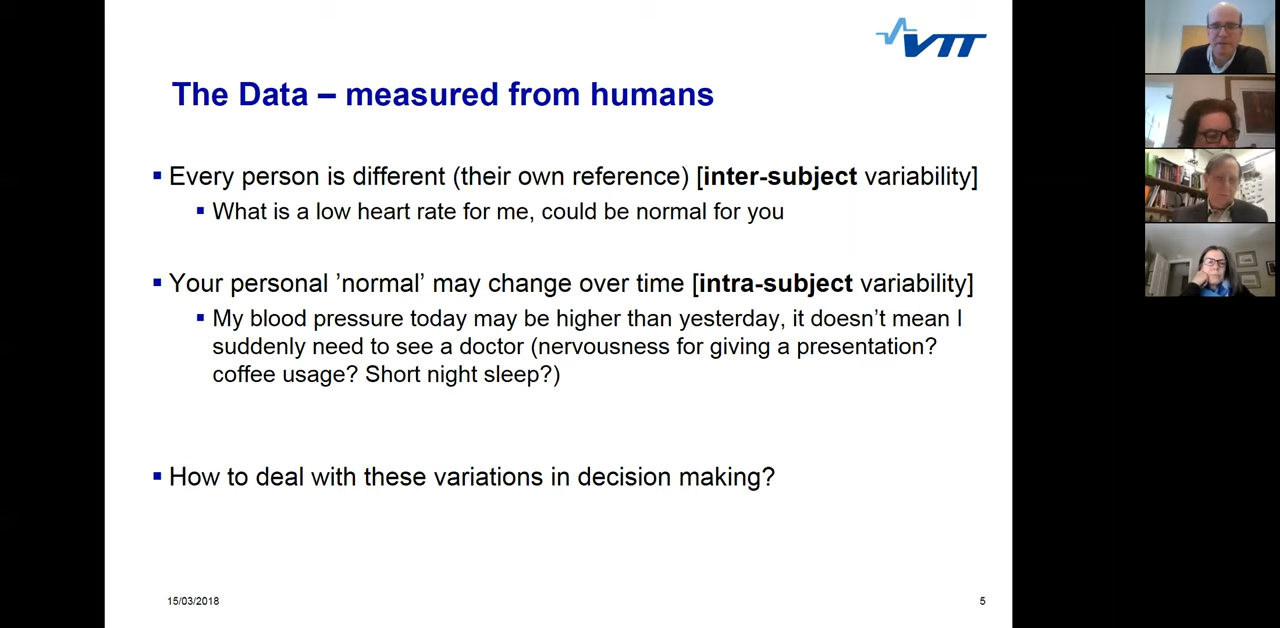 VTT
The Data – measured from humans
▪ Every person is different (their own reference) [inter-subject variability]
▪ What is a low heart rate for me, could be normal for you
▪ Your personal ’normal’ may change over time [intra-subject variability]
▪ My blood pressure today may be higher than yesterday, it doesn’t mean I
suddenly need to see a doctor (nervousness for giving a presentation?
coffee usage? Short night sleep?)
▪ How to deal with these variations in decision making?
15/03/2018
5